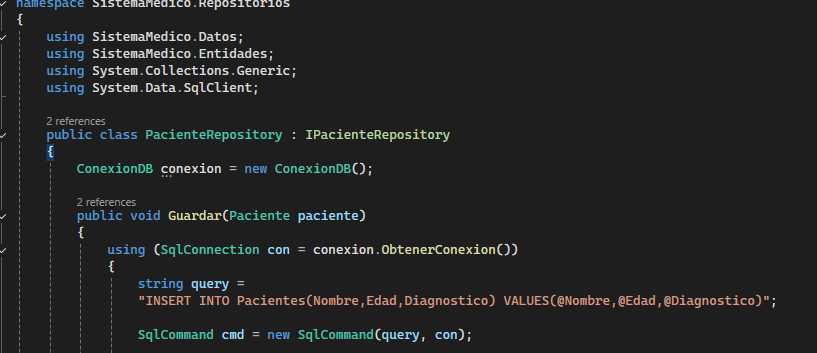 namespace SistemaMedico.Repositorios
{
using SistemaMedico.Datos;
using SistemaMedico.Entidades;
using System.Collections.Generic;
using System.Data.SqlClient;
2 references
public class PacienteRepository : IPacienteRepository
{
ConexionDB conexion = new ConexionDB();
2 references
public void Guardar(Paciente paciente)
{
using (SqlConnection con = conexion.ObtenerConexion())
{
string query =
"INSERT INTO Pacientes(Nombre,Edad,Diagnostico) VALUES(@Nombre,@Edad,@Diagnostico)";
SqlCommand cmd = new SqlCommand(query, con);